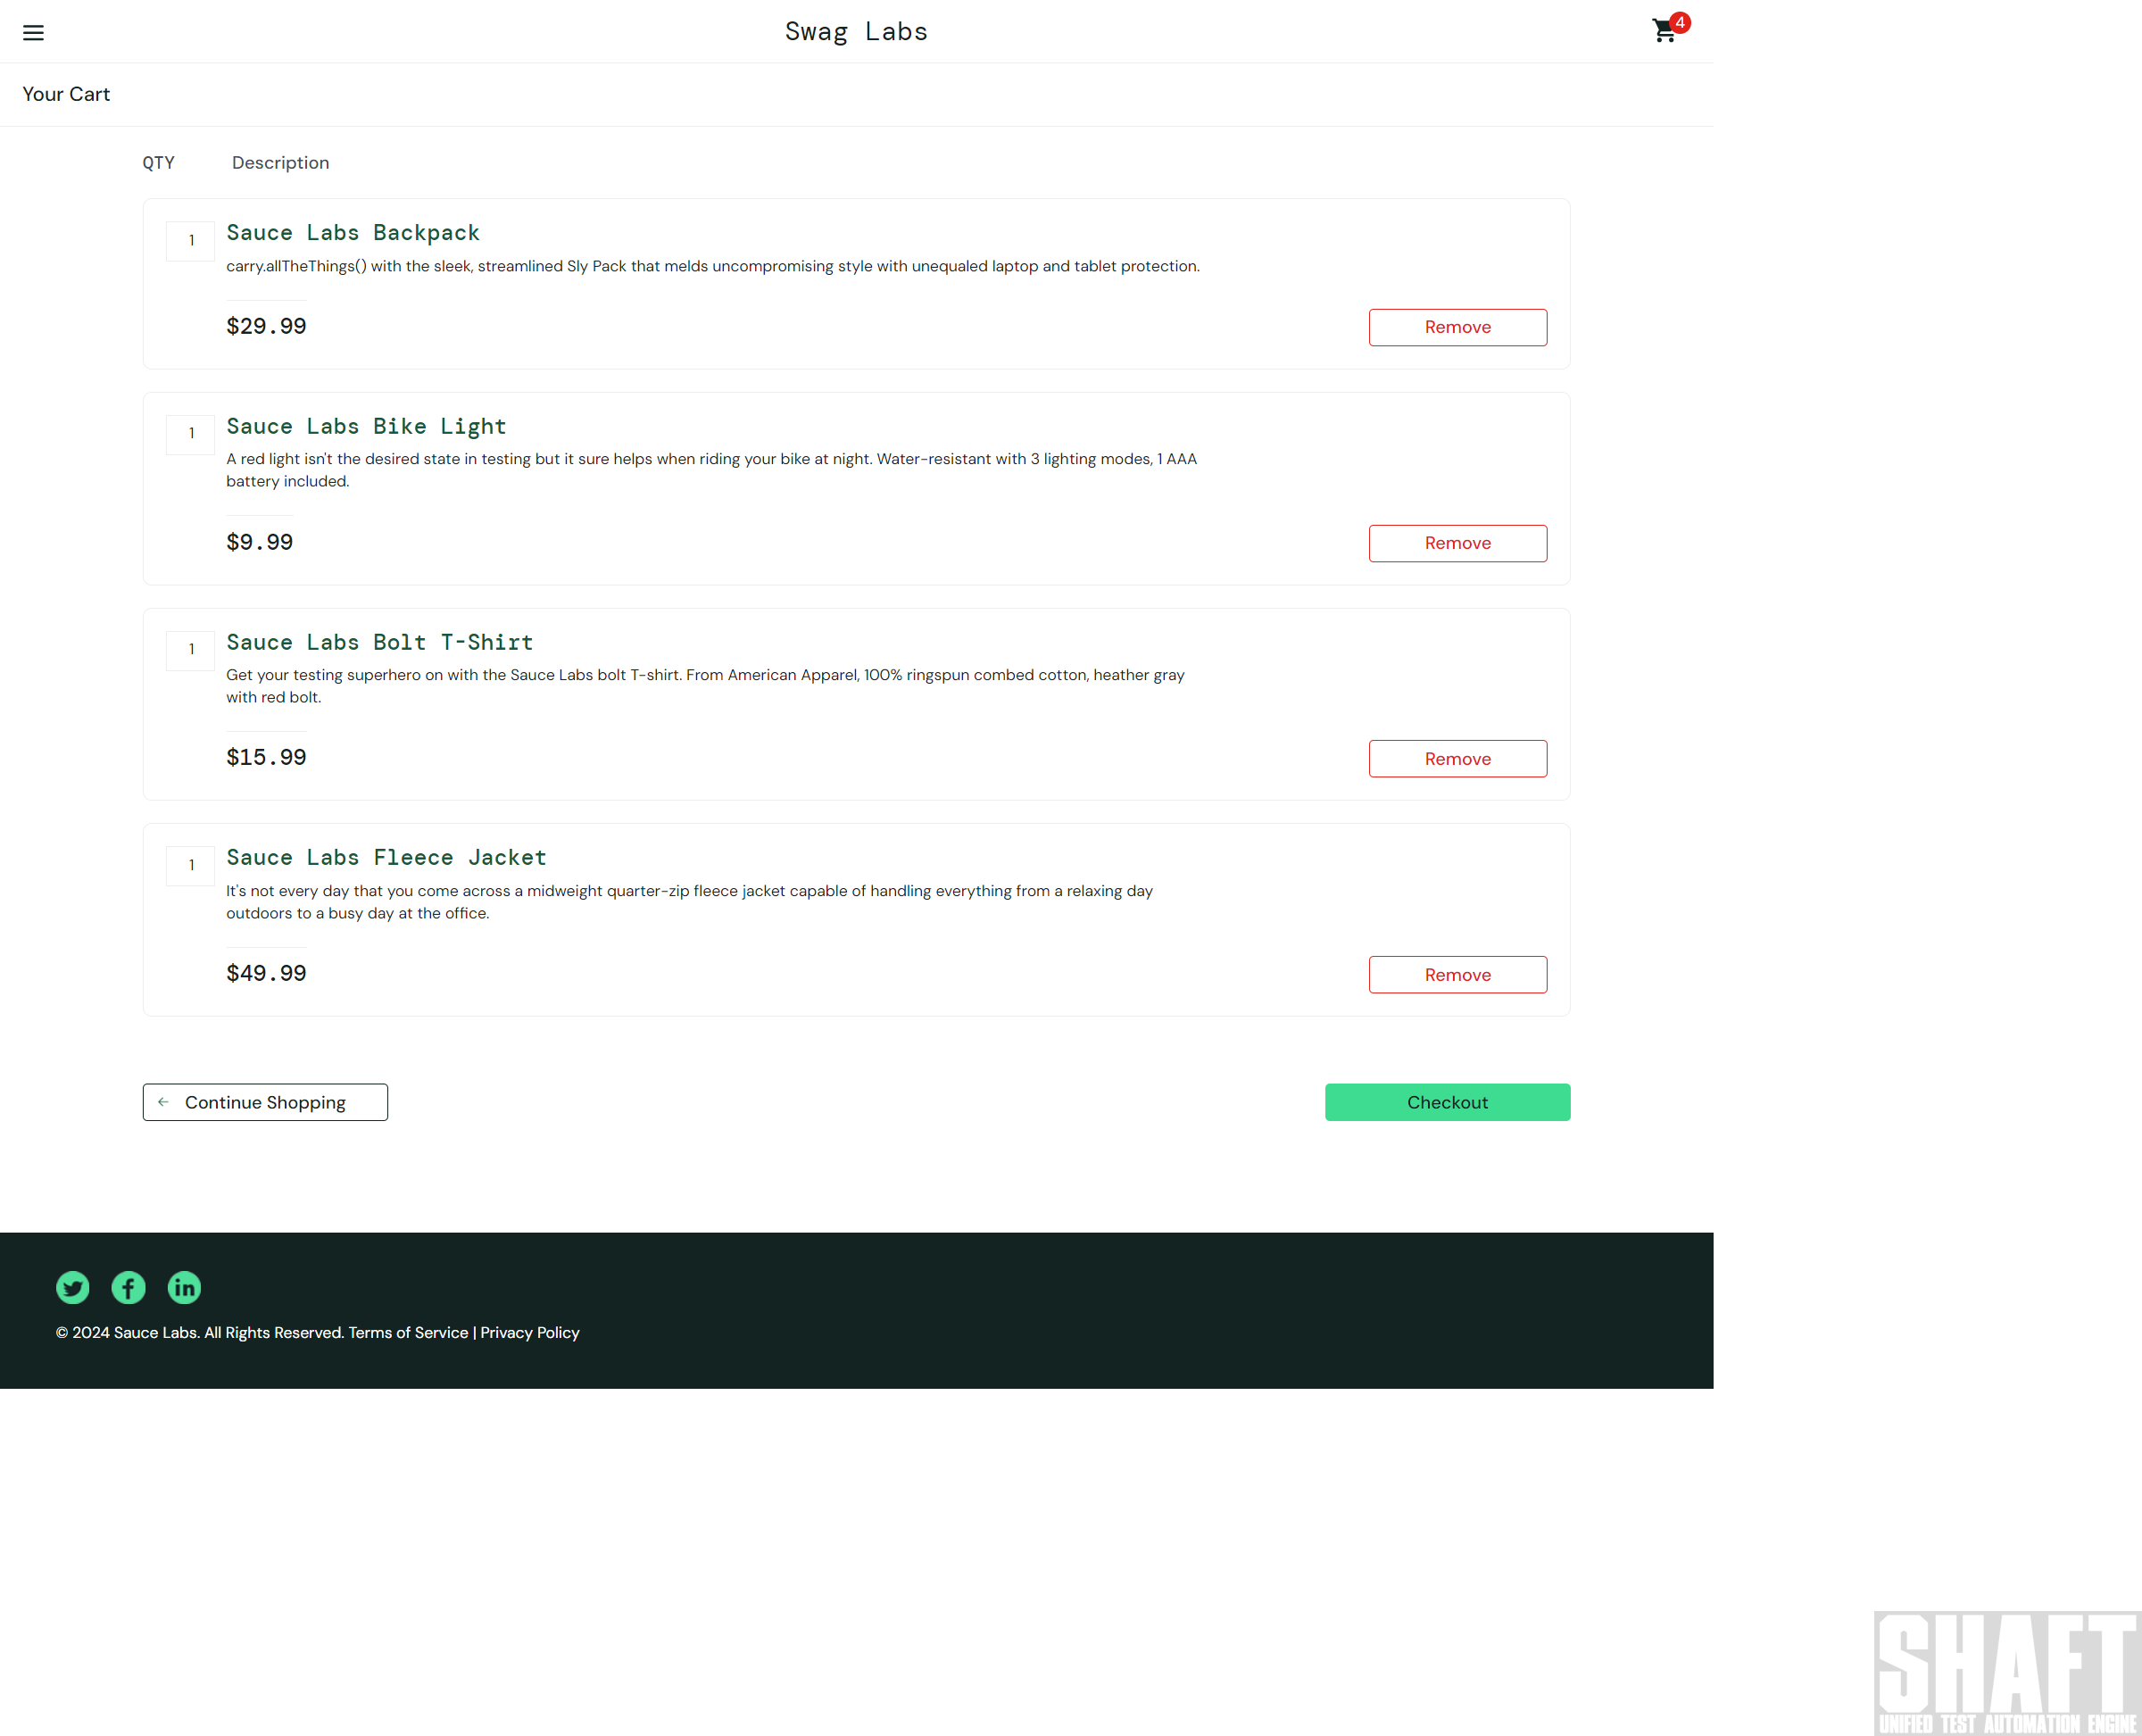 Swag Labs
4
Your Cart
QTY Description
1
Sauce Labs Backpack
carry.allTheThings() with the sleek, streamlined Sly Pack that melds uncompromising style with unequaled laptop and tablet protection.
$29.99
Remove
1
Sauce Labs Bike Light
A red light isn't the desired state in testing but it sure helps when riding your bike at night. Water-resistant with 3 lighting modes, 1 AAA
battery included.
$9.99
Remove
1
Sauce Labs Bolt T-Shirt
Get your testing superhero on with the Sauce Labs bolt T-shirt. From American Apparel, 100% ringspun combed cotton, heather gray
with red bolt.
$15.99
Remove
1
Sauce Labs Fleece Jacket
It's not every day that you come across a midweight quarter-zip fleece jacket capable of handling everything from a relaxing day
outdoors to a busy day at the office.
$49.99
Remove
Continue Shopping
Checkout
© 2024 Sauce Labs. All Rights Reserved. Terms of Service | Privacy Policy
SHAFT
UNIFIED TEST AUTOMATION ENGINE